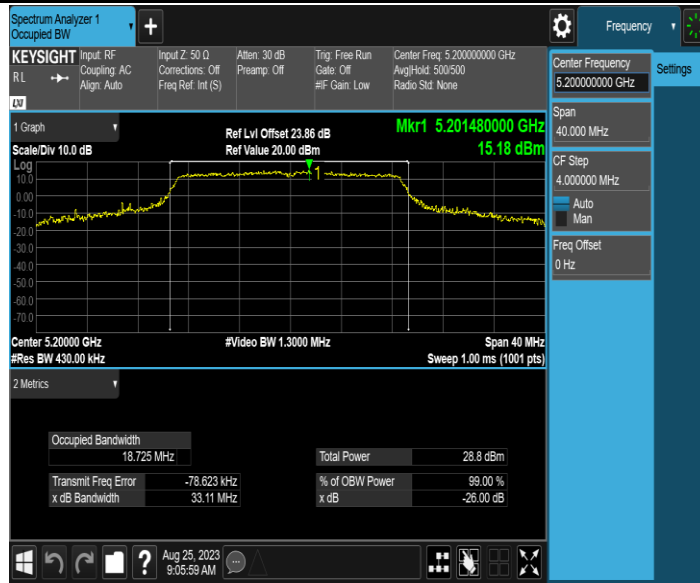 Spectrum Analyzer 1
Occupied BW
▼
+
Frequency
▼
KEYSIGHT
RL
LXI
Input: RF
Coupling: AC
Align: Auto
Input Z: 50 Ω
Corrections: Off
Freq Ref: Int (S)
Atten: 30 dB
Preamp: Off
Trig: Free Run
Gate: Off
#IF Gain: Low
Center Freq: 5.200000000 GHz
Avg|Hold: 500/500
Radio Std: None
Center Frequency
5.200000000 GHz
Settings
Span
40.000 MHz
CF Step
4.000000 MHz
Auto
Man
Freq Offset
0 Hz
1 Graph
▼
Scale/Div 10.0 dB
Ref Lvl Offset 23.86 dB
Ref Value 20.00 dBm
Mkr1 5.201480000 GHz
15.18 dBm
Log
10.0
0.00
-10.0
-20.0
-30.0
-40.0
-50.0
-60.0
-70.0
1
Center 5.20000 GHz
#Res BW 430.00 kHz
#Video BW 1.3000 MHz
Span 40 MHz
Sweep 1.00 ms (1001 pts)
2 Metrics
▼
Occupied Bandwidth
18.725 MHz
Total Power 28.8 dBm
Transmit Freq Error -78.623 kHz
% of OBW Power 99.00 %
x dB Bandwidth 33.11 MHz
x dB -26.00 dB
?
Aug 25, 2023
9:05:59 AM